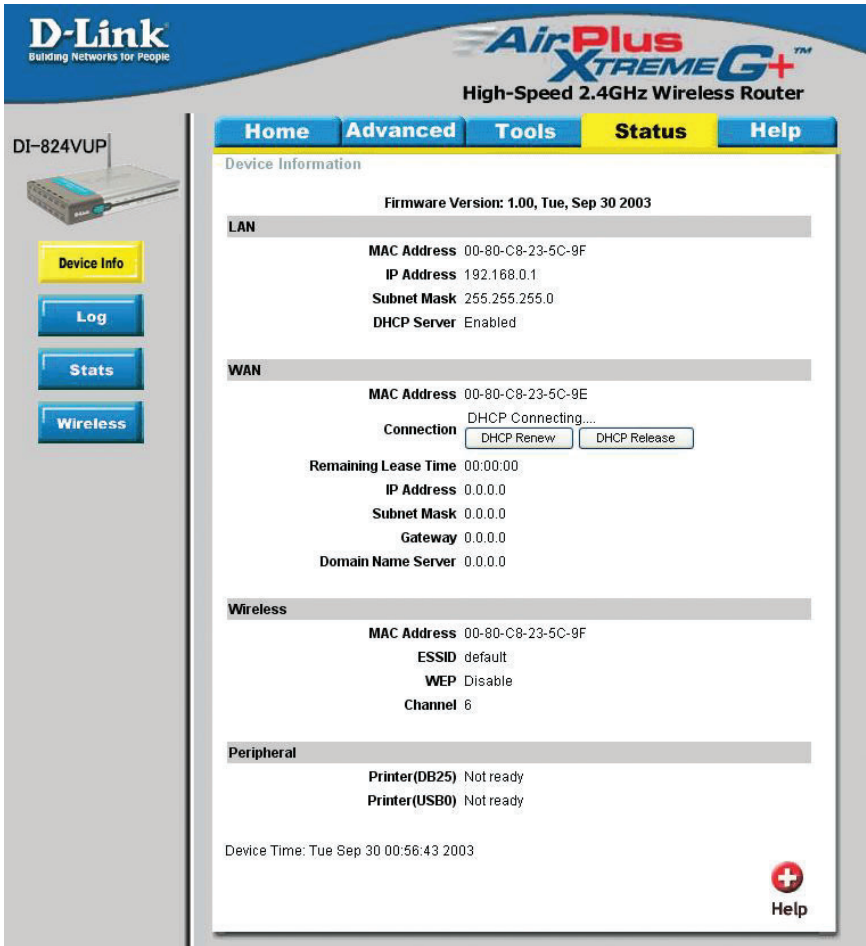 D-Link
Building Networks for People
AirPlus
XTREME G+™
High-Speed 2.4GHz Wireless Router
DI-824VUP
Home Advanced Tools Status Help
Device Info
Log
Stats
Wireless
Device Information
Firmware Version: 1.00, Tue, Sep 30 2003
LAN
MAC Address 00-80-C8-23-5C-9F
IP Address 192.168.0.1
Subnet Mask 255.255.255.0
DHCP Server Enabled
WAN
MAC Address 00-80-C8-23-5C-9E
Connection DHCP Connecting....
DHCP Renew DHCP Release
Remaining Lease Time 00:00:00
IP Address 0.0.0.0
Subnet Mask 0.0.0.0
Gateway 0.0.0.0
Domain Name Server 0.0.0.0
Wireless
MAC Address 00-80-C8-23-5C-9F
ESSID default
WEP Disable
Channel 6
Peripheral
Printer(DB25) Not ready
Printer(USB0) Not ready
Device Time: Tue Sep 30 00:56:43 2003
Help